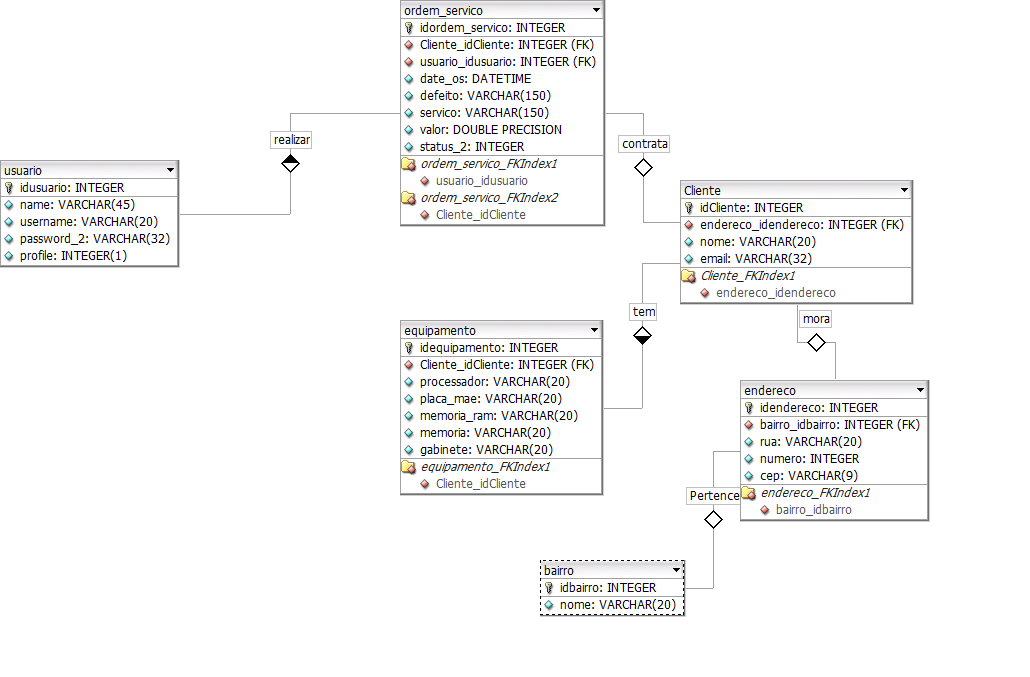 ordem_servico
idordem_servico: INTEGER
Cliente_idCliente: INTEGER (FK)
usuario_idusuario: INTEGER (FK)
date_os: DATETIME
defeito: VARCHAR(150)
servico: VARCHAR(150)
valor: DOUBLE PRECISION
status_2: INTEGER
ordem_servico_FKIndex1
usuario_idusuario
ordem_servico_FKIndex2
Cliente_idCliente
realizar
contrata
usuario
idusuario: INTEGER
name: VARCHAR(45)
username: VARCHAR(20)
password_2: VARCHAR(32)
profile: INTEGER(1)
Cliente
idCliente: INTEGER
endereco_idendereco: INTEGER (FK)
nome: VARCHAR(20)
email: VARCHAR(32)
Cliente_FKIndex1
endereco_idendereco
tem
mora
equipamento
idequipamento: INTEGER
Cliente_idCliente: INTEGER (FK)
processador: VARCHAR(20)
placa_mae: VARCHAR(20)
memoria_ram: VARCHAR(20)
memoria: VARCHAR(20)
gabinete: VARCHAR(20)
equipamento_FKIndex1
Cliente_idCliente
endereco
idendereco: INTEGER
bairro_idbairro: INTEGER (FK)
rua: VARCHAR(20)
numero: INTEGER
cep: VARCHAR(9)
endereco_FKIndex1
bairro_idbairro
Pertence
bairro
idbairro: INTEGER
nome: VARCHAR(20)